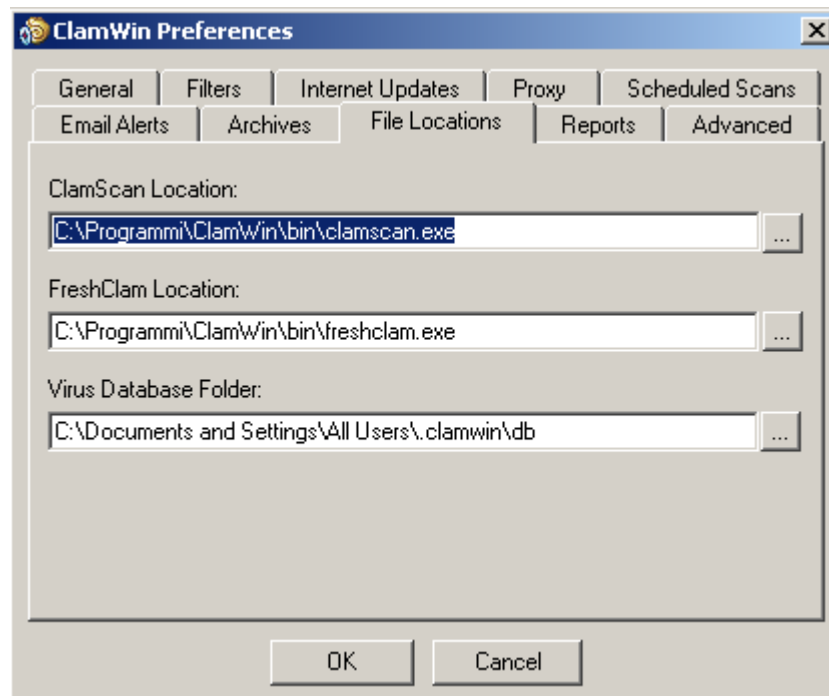 ClamWin Preferences
General Filters Internet Updates Proxy Scheduled Scans
Email Alerts Archives File Locations Reports Advanced
ClamScan Location:
C:\Programmi\ClamWin\bin\clamscan.exe
...
FreshClam Location:
C:\Programmi\ClamWin\bin\freshclam.exe
...
Virus Database Folder:
C:\Documents and Settings\All Users\.clamwin\db
...
OK Cancel